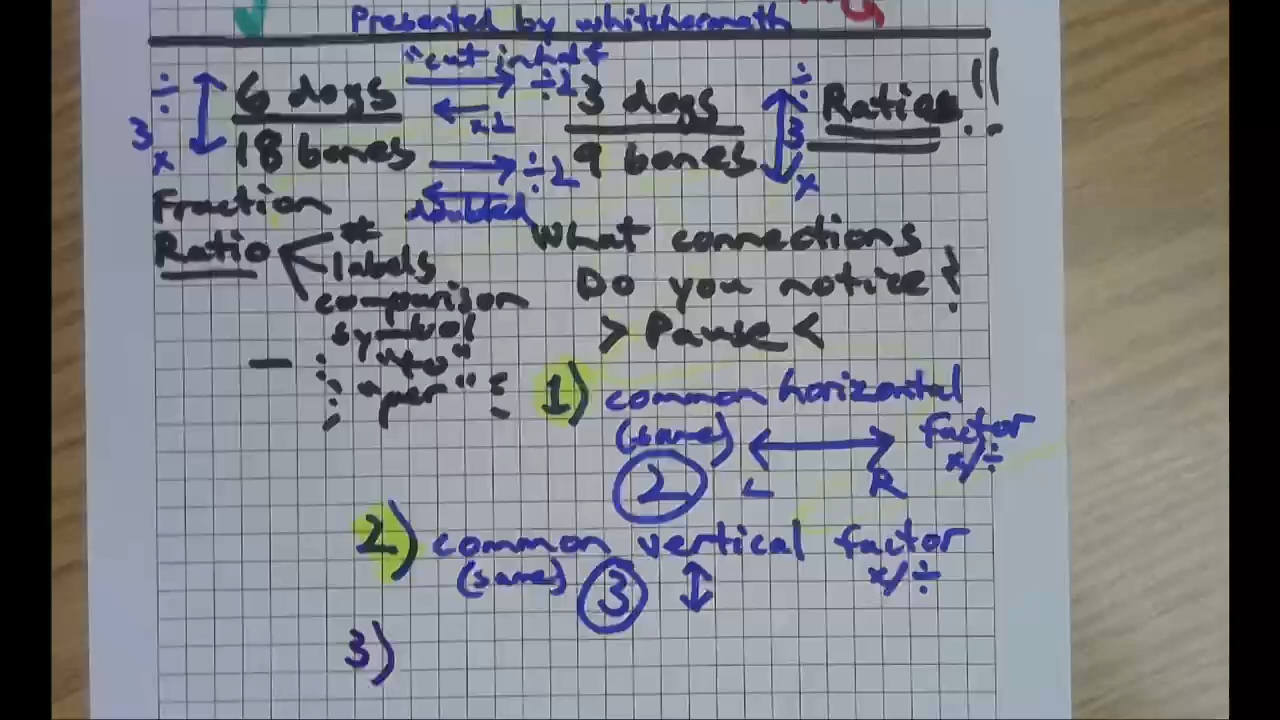 Presented by whitchermath
"cut in half
÷ 6 dogs ÷2 3 dogs ÷ Ratios !!
3 x2 3
x 18 bones ÷2 9 bones x
Fraction doubled
Ratio #
labels
comparison
symbol
— : "to"
; "per" {
What connections
Do you notice ?
> Pause <
1) common horizontal
(same) factor
x/÷
2 L R
2) common vertical factor
(same) 3 x/÷
3)